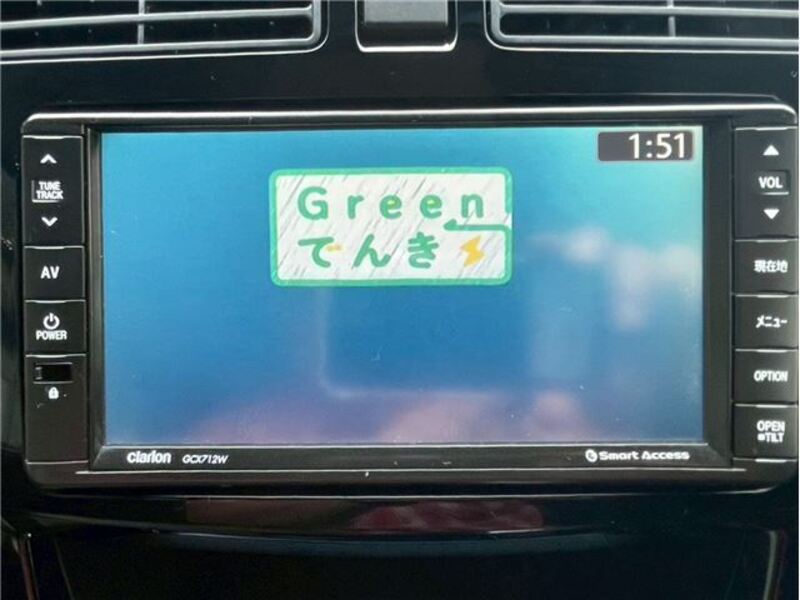 1:51
Green
でんき
TUNE
TRACK
AV
POWER
VOL
現在地
メニュー
OPTION
OPEN
TILT
clarion GCX712W
Smart Access